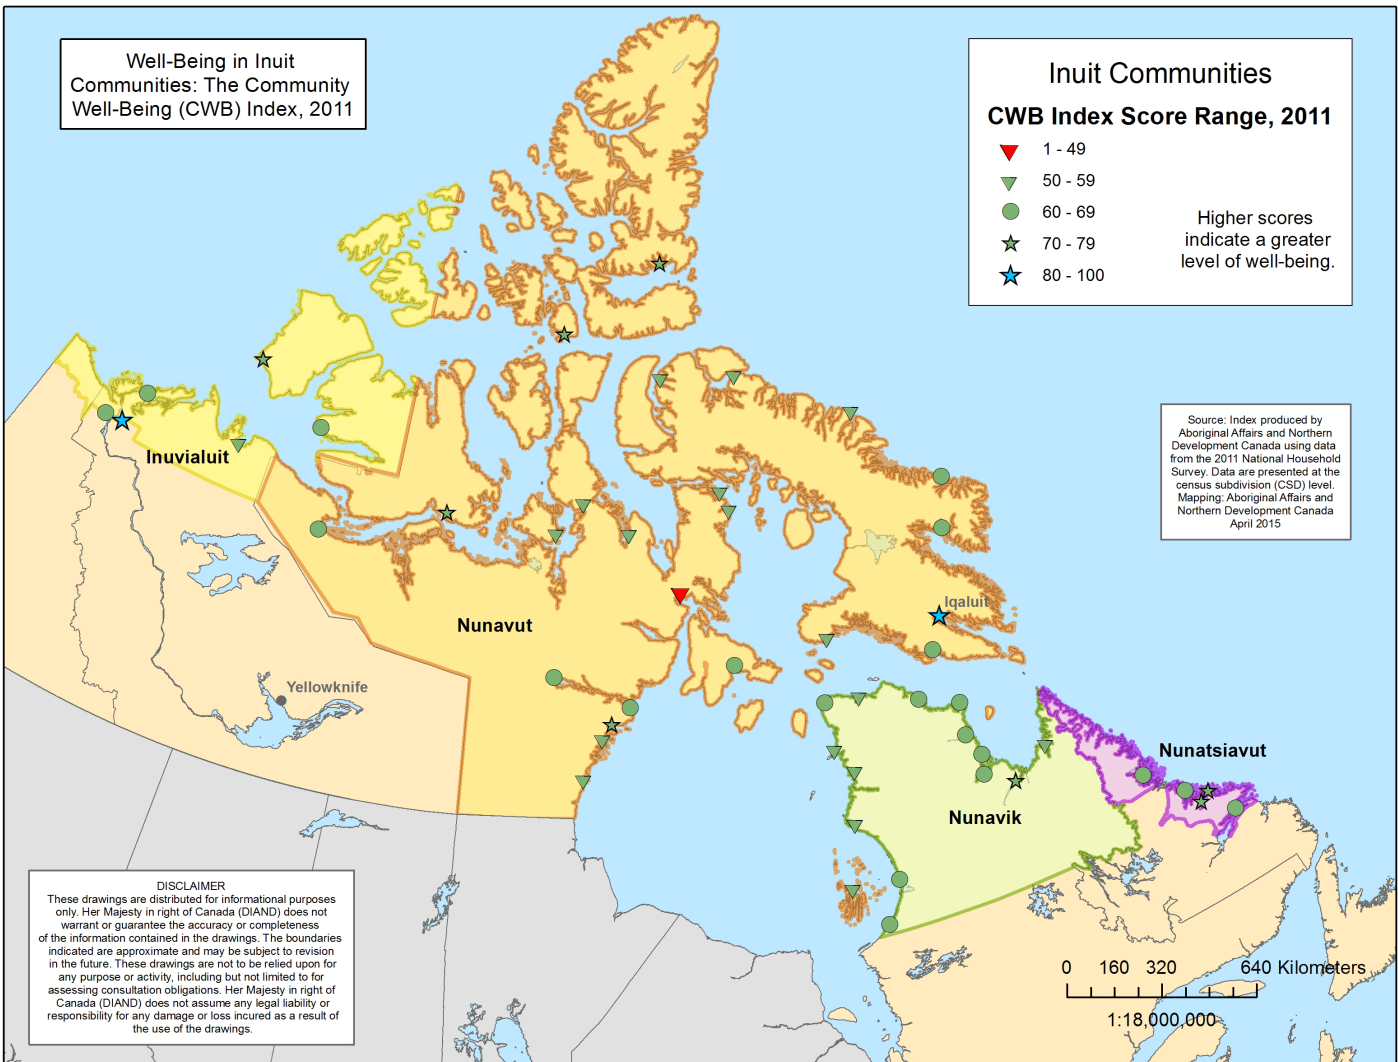 Well-Being in Inuit
Communities: The Community
Well-Being (CWB) Index, 2011
Inuit Communities
CWB Index Score Range, 2011
1 - 49
50 - 59
60 - 69
70 - 79
80 - 100
Higher scores
indicate a greater
level of well-being.
Source: Index produced by
Aboriginal Affairs and Northern
Development Canada using data
from the 2011 National Household
Survey. Data are presented at the
census subdivision (CSD) level.
Mapping: Aboriginal Affairs and
Northern Development Canada
April 2015
Inuvialuit
Nunavut
Iqaluit
Yellowknife
Nunatsiavut
Nunavik
DISCLAIMER
These drawings are distributed for informational purposes
only. Her Majesty in right of Canada (DIAND) does not
warrant or guarantee the accuracy or completeness
of the information contained in the drawings. The boundaries
indicated are approximate and may be subject to revision
in the future. These drawings are not to be relied upon for
any purpose or activity, including but not limited to for
assessing consultation obligations. Her Majesty in right of
Canada (DIAND) does not assume any legal liability or
responsibility for any damage or loss incured as a result of
the use of the drawings.
0 160 320 640 Kilometers
1:18,000,000